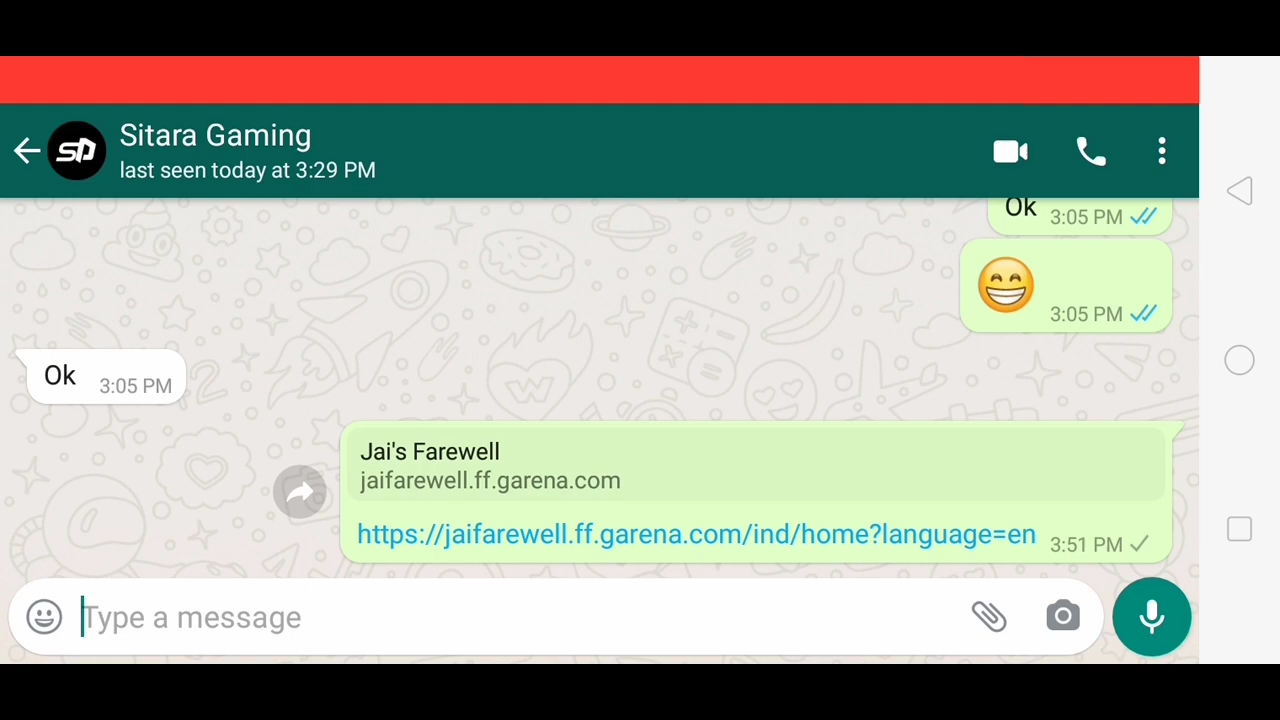 SD
Sitara Gaming
last seen today at 3:29 PM
Ok 3:05 PM
3:05 PM
Ok 3:05 PM
Jai's Farewell
jaifarewell.ff.garena.com
https://jaifarewell.ff.garena.com/ind/home?language=en 3:51 PM
Type a message